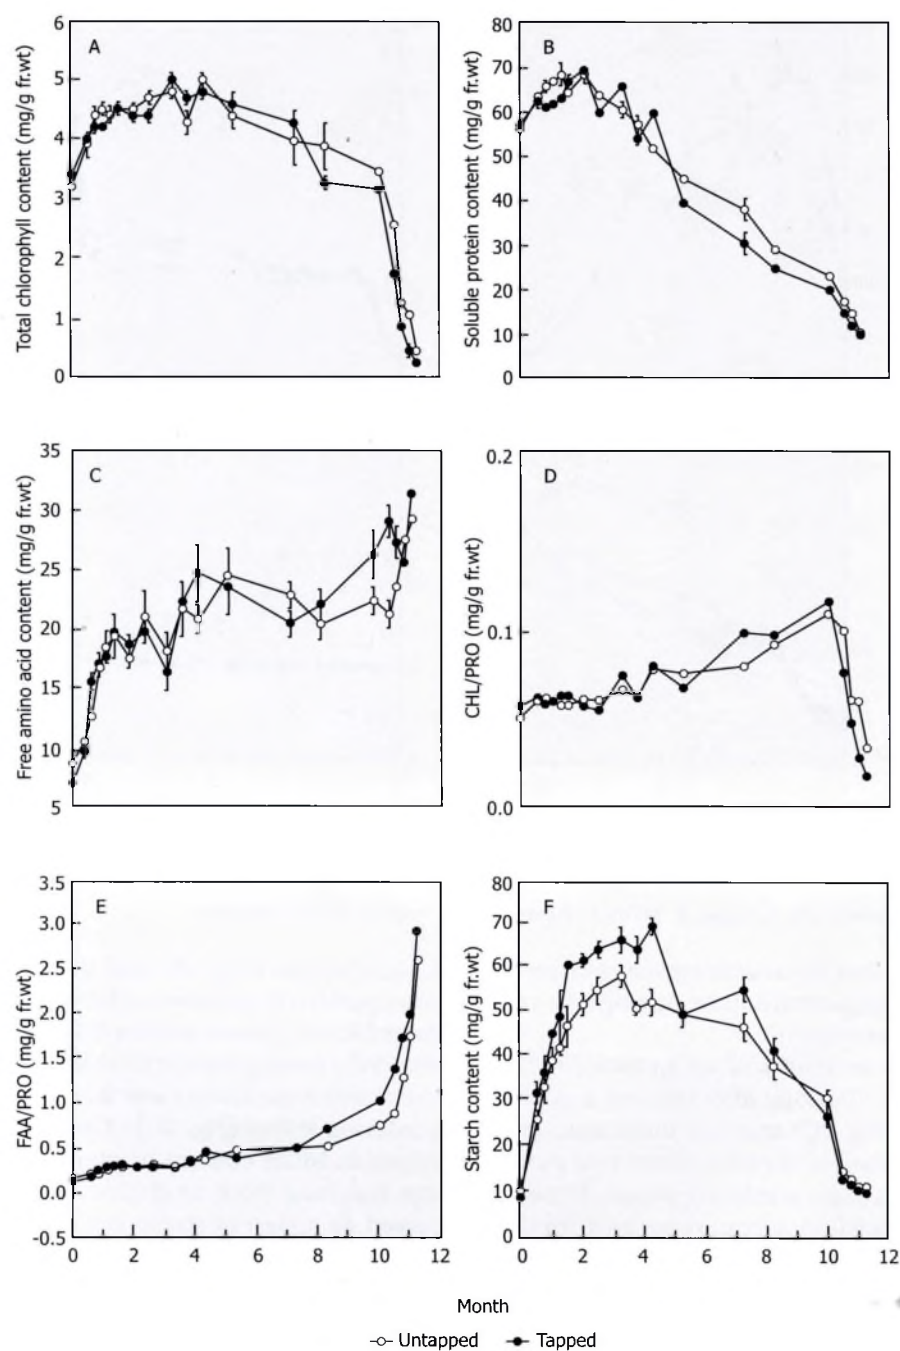 6
5
4
3
2
1
0
A
Total chlorophyll content (mg/g fr.wt)
80
70
60
50
40
30
20
10
0
B
Soluble protein content (mg/g fr.wt)
35
30
25
20
15
10
5
C
Free amino acid content (mg/g fr.wt)
0.2
0.1
0.0
D
CHL/PRO (mg/g fr.wt)
3.5
3.0
2.5
2.0
1.5
1.0
0.5
0.0
-0.5
E
FAA/PRO (mg/g fr.wt)
0 2 4 6 8 10 12
80
70
60
50
40
30
20
10
0
F
Starch content (mg/g fr.wt)
0 2 4 6 8 10 12
Month
Untapped Tapped